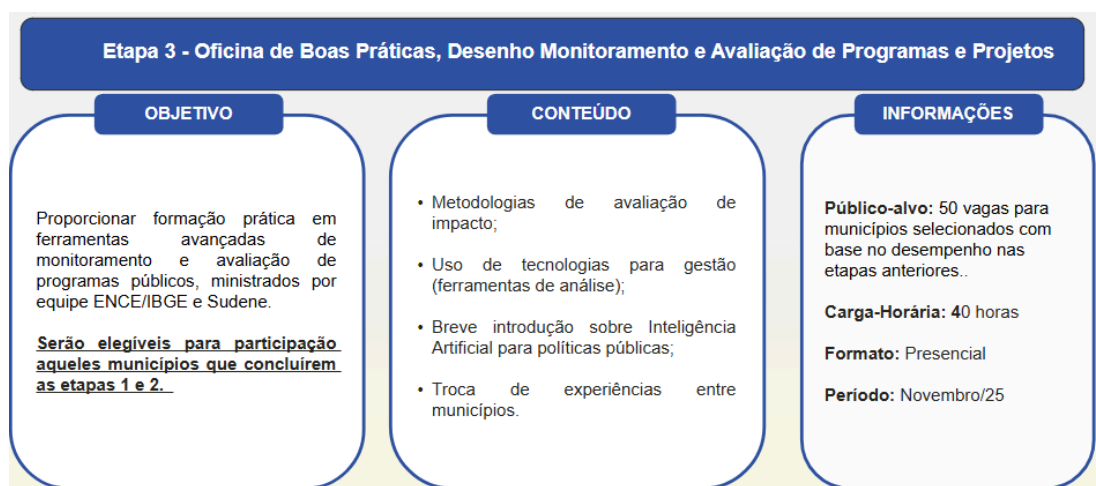 Etapa 3 - Oficina de Boas Práticas, Desenho Monitoramento e Avaliação de Programas e Projetos
OBJETIVO
Proporcionar formação prática em
ferramentas avançadas de
monitoramento e avaliação de
programas públicos, ministrados por
equipe ENCE/IBGE e Sudene.
Serão elegíveis para participação
aqueles municípios que concluírem
as etapas 1 e 2.
CONTEÚDO
• Metodologias de avaliação de
impacto;
• Uso de tecnologias para gestão
(ferramentas de análise);
• Breve introdução sobre Inteligência
Artificial para políticas públicas;
• Troca de experiências entre
municípios.
INFORMAÇÕES
Público-alvo: 50 vagas para
municípios selecionados com
base no desempenho nas
etapas anteriores..
Carga-Horária: 40 horas
Formato: Presencial
Período: Novembro/25